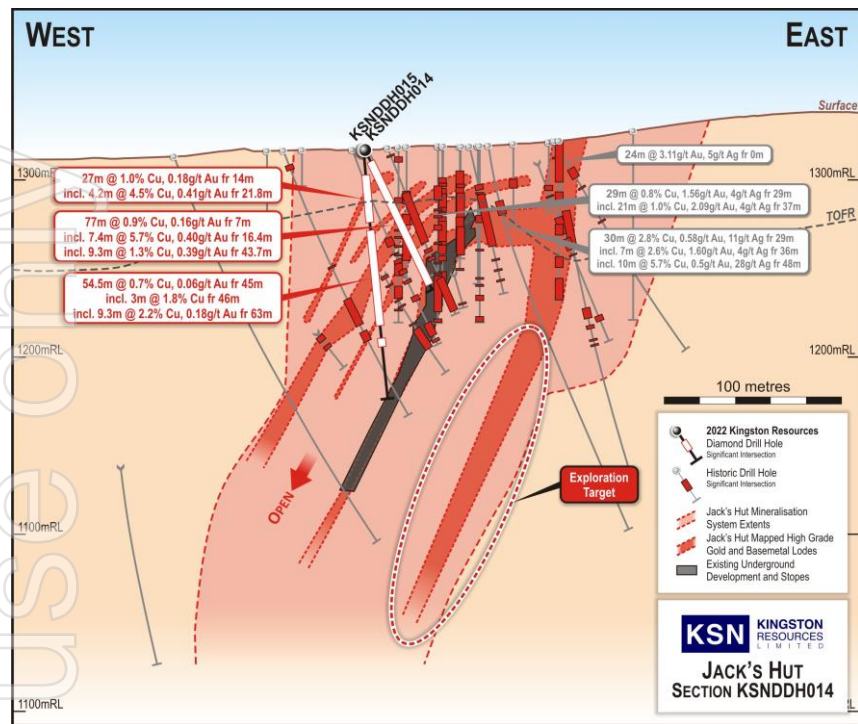 WEST
EAST
KSNDDH015
KSNDDH014
Surface
27m @ 1.0% Cu, 0.18g/t Au fr 14m
incl. 4.2m @ 4.5% Cu, 0.41g/t Au fr 21.8m
77m @ 0.9% Cu, 0.16g/t Au fr 7m
incl. 7.4m @ 5.7% Cu, 0.40g/t Au fr 16.4m
incl. 9.3m @ 1.3% Cu, 0.39g/t Au fr 43.7m
54.5m @ 0.7% Cu, 0.06g/t Au fr 45m
incl. 3m @ 1.8% Cu fr 46m
incl. 9.3m @ 2.2% Cu, 0.18g/t Au fr 63m
24m @ 3.11g/t Au, 5g/t Ag fr 0m
29m @ 0.8% Cu, 1.56g/t Au, 4g/t Ag fr 29m
incl. 21m @ 1.0% Cu, 2.09g/t Au, 4g/t Ag fr 37m
30m @ 2.8% Cu, 0.58g/t Au, 11g/t Ag fr 29m
incl. 7m @ 2.6% Cu, 1.60g/t Au, 4g/t Ag fr 36m
incl. 10m @ 5.7% Cu, 0.5g/t Au, 28g/t Ag fr 48m
1300mRL
1300mRL
TOFR
1200mRL
1200mRL
1100mRL
1100mRL
1100mRL
1100mRL
OPEN
Exploration
Target
100 metres
2022 Kingston Resources
Diamond Drill Hole
Significant Intersection
Historic Drill Hole
Significant Intersection
Jack's Hut Mineralisation
System Extents
Jack's Hut Mapped High Grade
Gold and Basemetal Lodes
Existing Underground
Development and Stopes
KSN
KINGSTON
RESOURCES
LIMITED
JACK'S HUT
SECTION KSNDDH014
use only